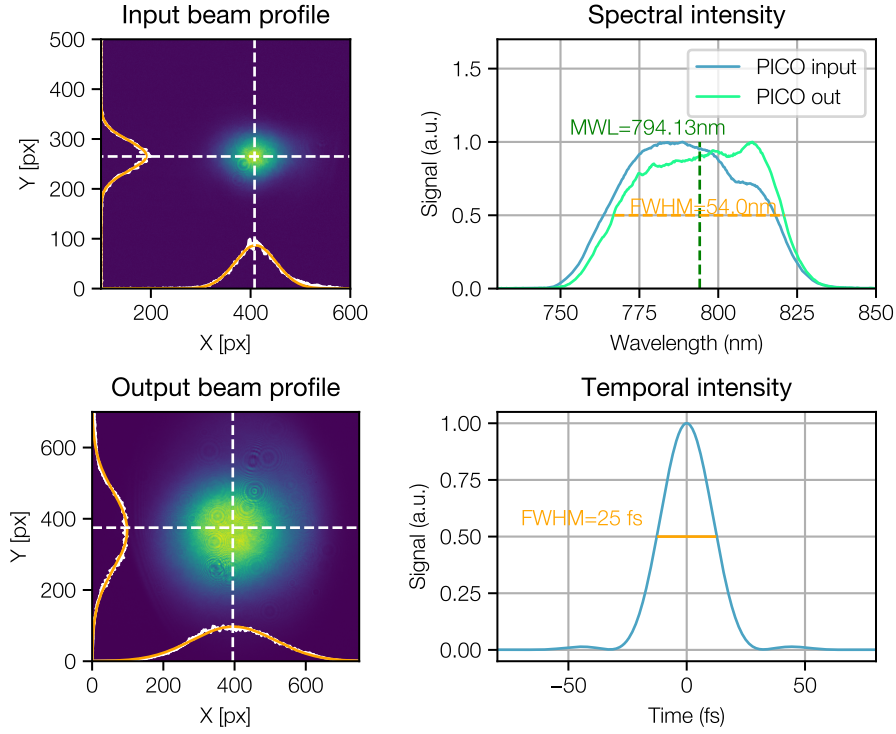 Input beam profile
500
400
300
200
100
0
Y [px]
200
400
600
X [px]
Spectral intensity
PICO input
PICO out
MWL=794.13nm
FWHM=54.0nm
1.5
1.0
0.5
0.0
Signal (a.u.)
750
775
800
825
850
Wavelength (nm)
Output beam profile
600
400
200
0
Y [px]
0
200
400
600
X [px]
Temporal intensity
FWHM=25 fs
1.00
0.75
0.50
0.25
0.00
Signal (a.u.)
−50
0
50
Time (fs)